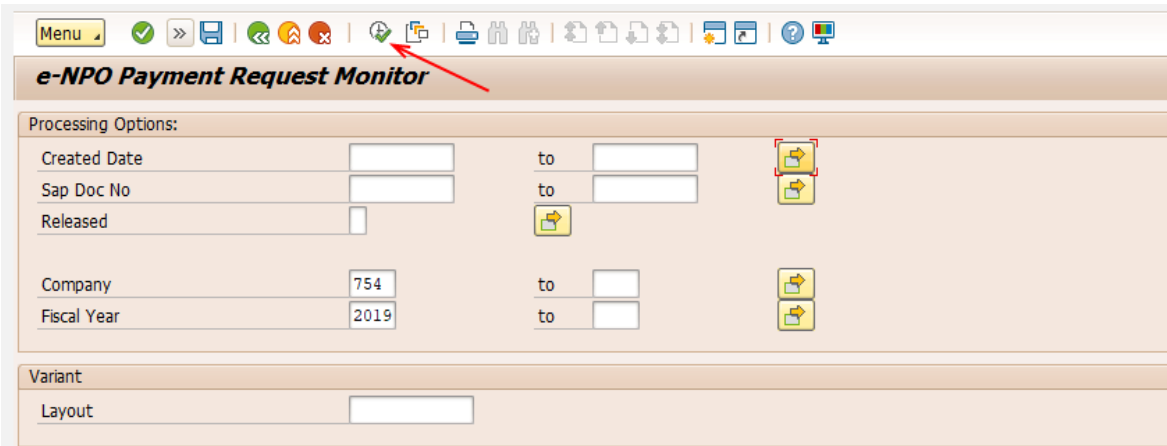 Menu
e-NPO Payment Request Monitor
Processing Options:
Created Date to
Sap Doc No to
Released
Company 754 to
Fiscal Year 2019 to
Variant
Layout